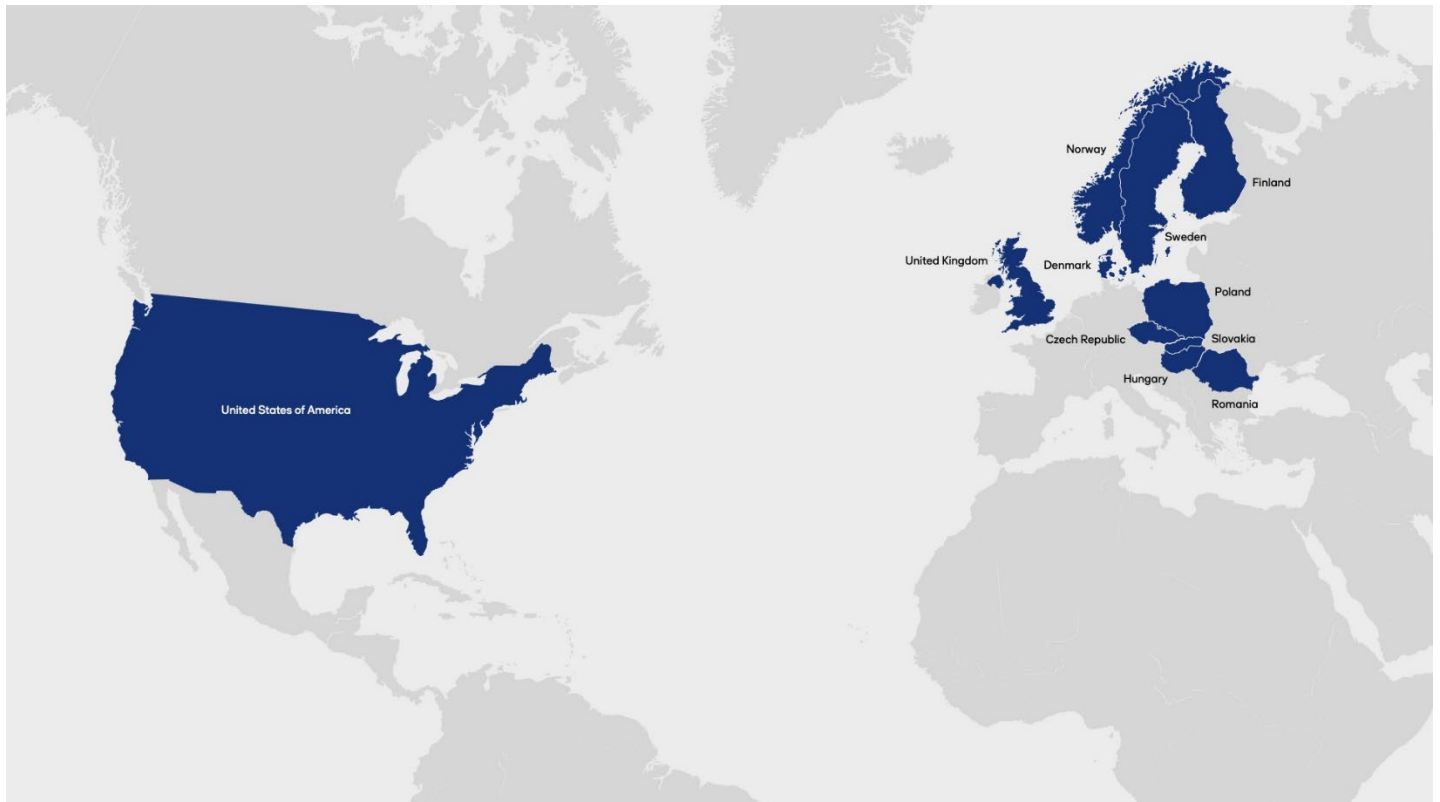 Norway
Finland
Sweden
United Kingdom
Denmark
Poland
Czech Republic
Slovakia
Hungary
Romania
United States of America